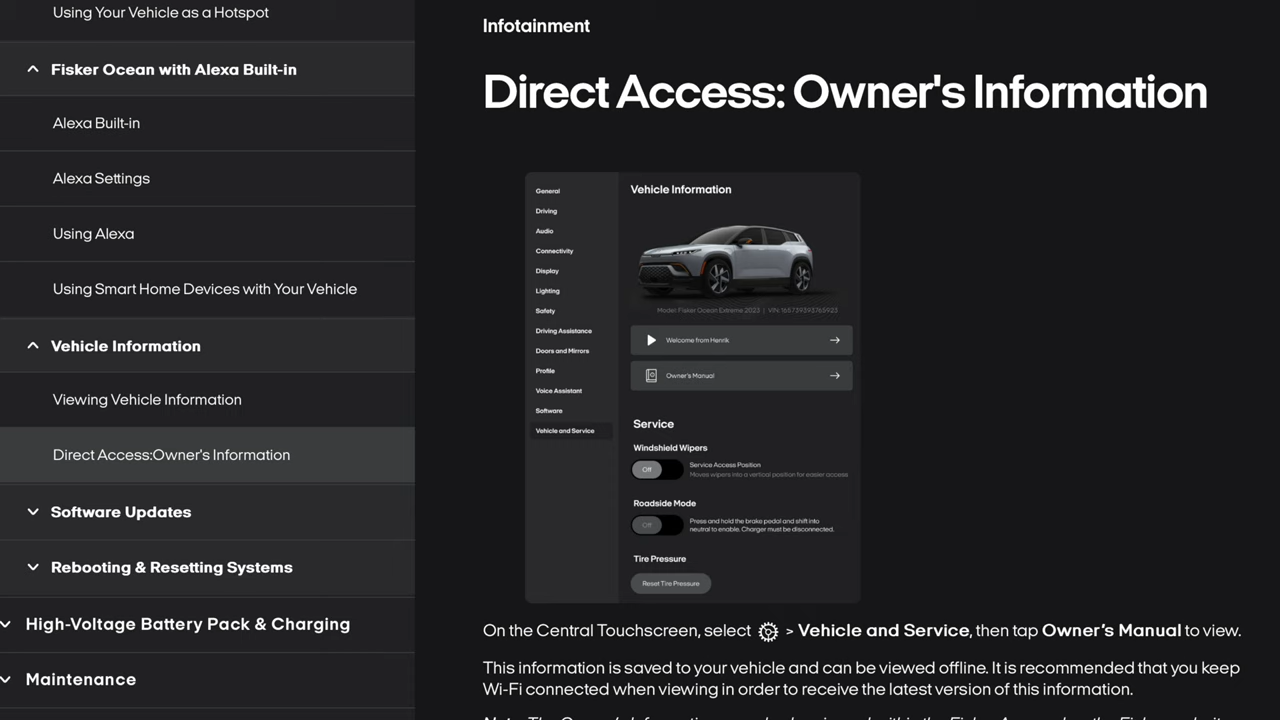 Using Your Vehicle as a Hotspot
Fisker Ocean with Alexa Built-in
Alexa Built-in
Alexa Settings
Using Alexa
Using Smart Home Devices with Your Vehicle
Vehicle Information
Viewing Vehicle Information
Direct Access:Owner's Information
Software Updates
Rebooting & Resetting Systems
High-Voltage Battery Pack & Charging
Maintenance
Infotainment
Direct Access: Owner's Information
General
Driving
Audio
Connectivity
Display
Lighting
Safety
Driving Assistance
Doors and Mirrors
Profile
Voice Assistant
Software
Vehicle and Service
Vehicle Information
Model: Fisker Ocean Extreme 2023 | VIN:
Welcome from Henrik
Owner's Manual
Service
Windshield Wipers
Off
Service Access Position
Moves wipers into a vertical position for easier access
Roadside Mode
Off
Press and hold the brake pedal and shift into
neutral to enable. Charger must be disconnected.
Tire Pressure
Reset Tire Pressure
On the Central Touchscreen, select > Vehicle and Service, then tap Owner's Manual to view.
This information is saved to your vehicle and can be viewed offline. It is recommended that you keep
Wi-Fi connected when viewing in order to receive the latest version of this information.